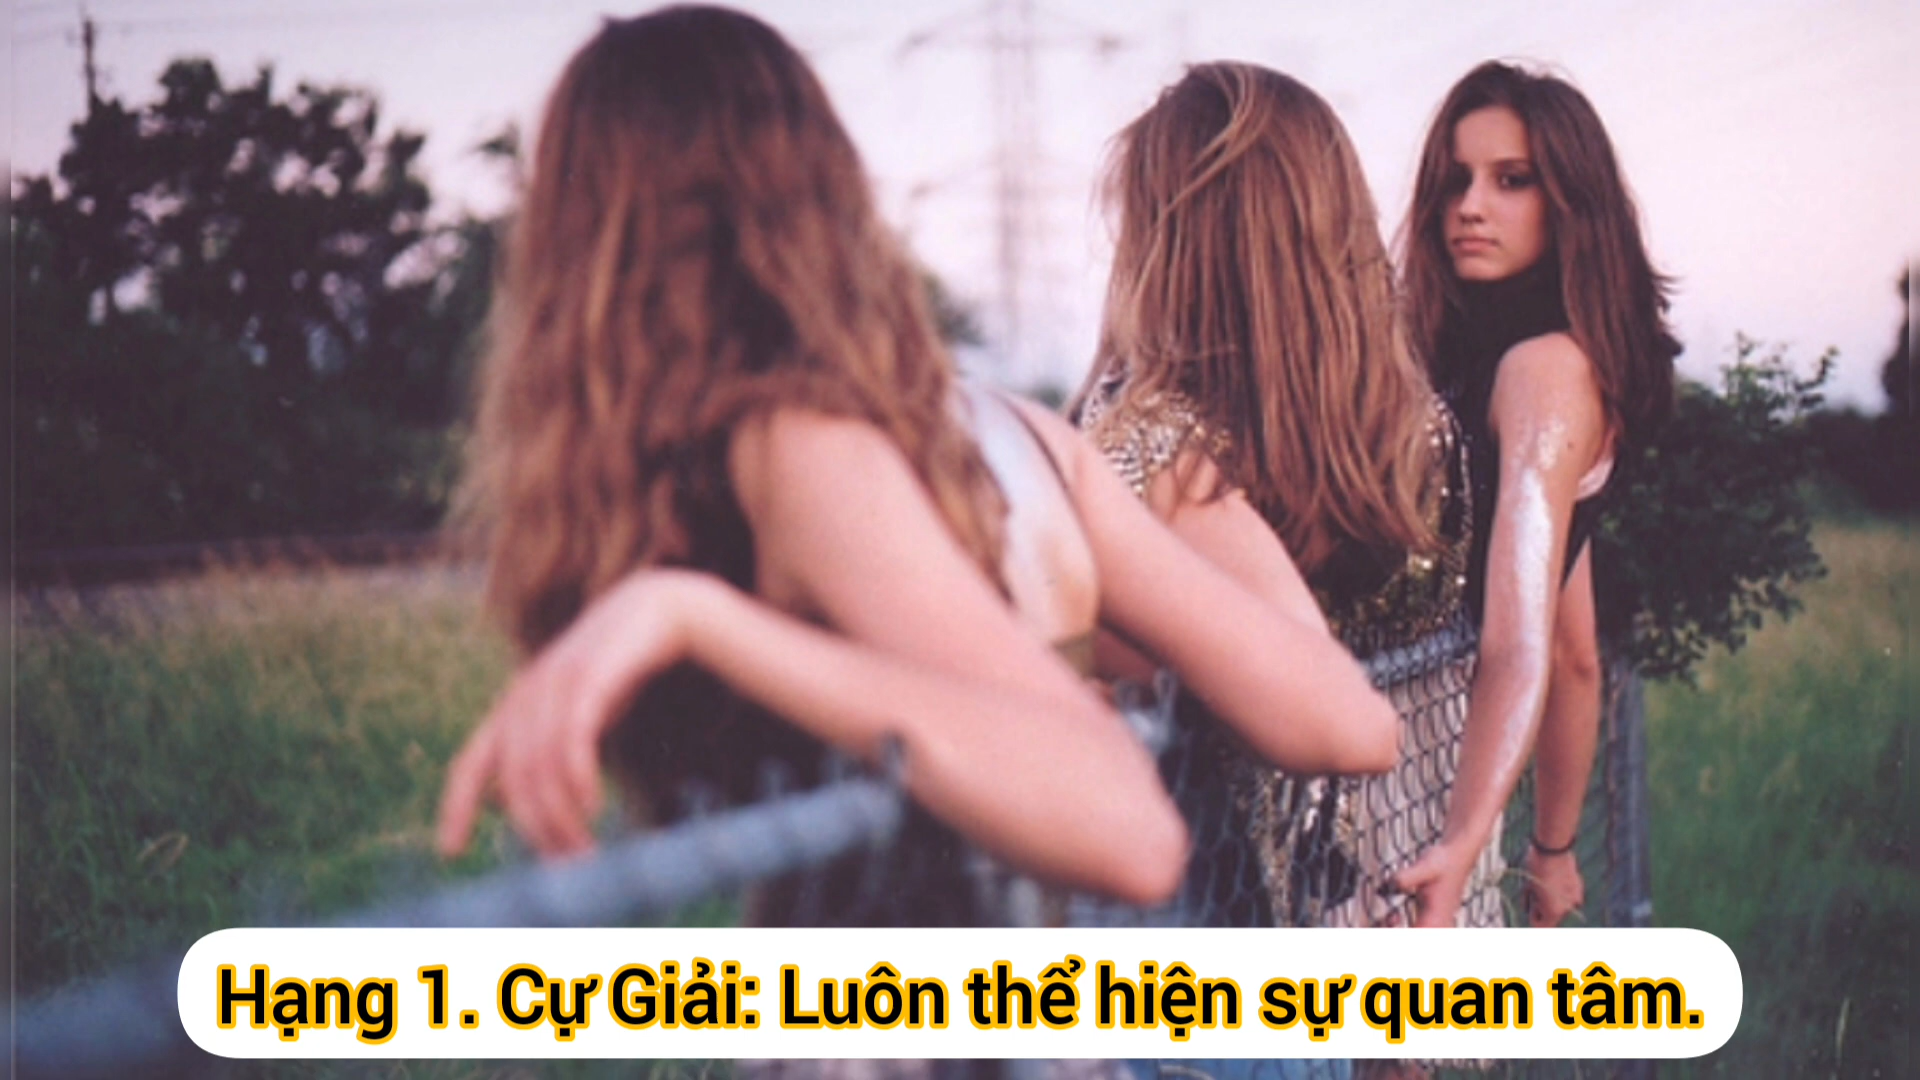 Hạng 1. Cự Giải: Luôn thể hiện sự quan tâm.